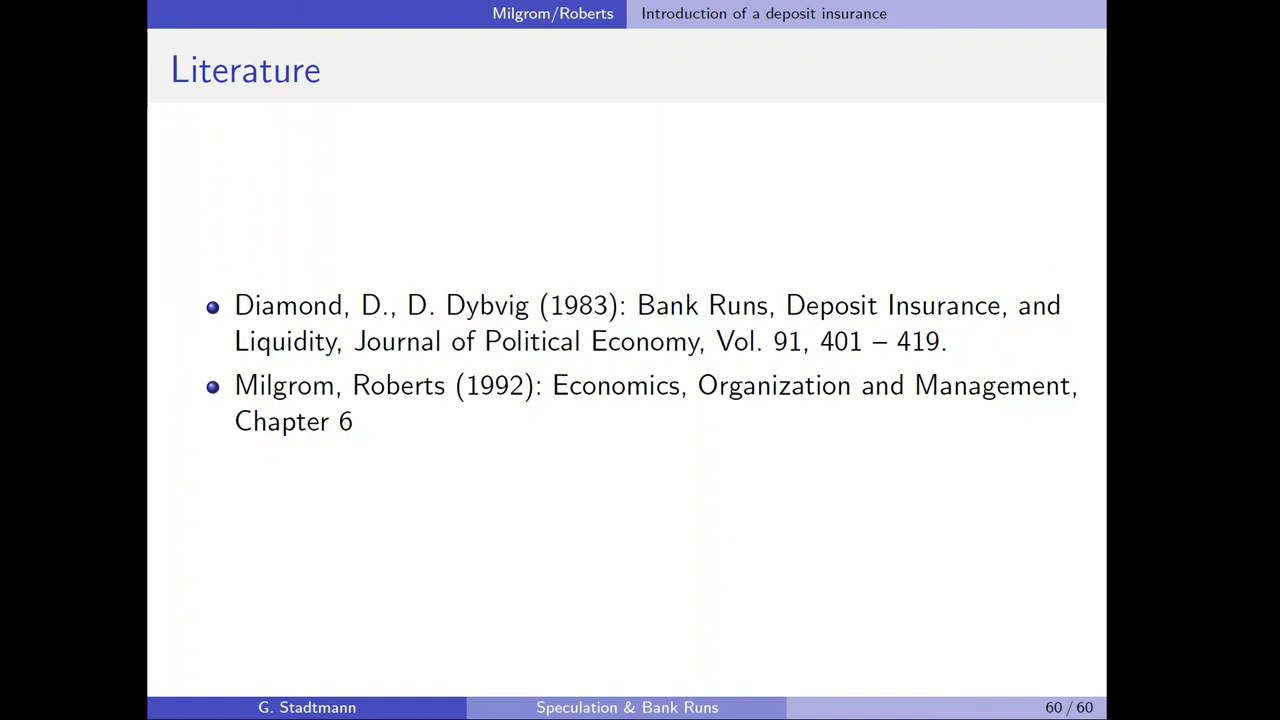 Milgrom/Roberts Introduction of a deposit insurance
Literature
Diamond, D., D. Dybvig (1983): Bank Runs, Deposit Insurance, and
Liquidity, Journal of Political Economy, Vol. 91, 401 – 419.
Milgrom, Roberts (1992): Economics, Organization and Management,
Chapter 6
G. Stadtmann Speculation & Bank Runs 60 / 60